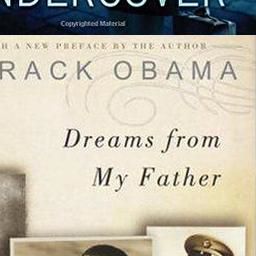 NDERCOVER
Copyrighted Material
H A NEW PREFACE BY THE AUTHOR
RACK OBAMA
Dreams from
My Father